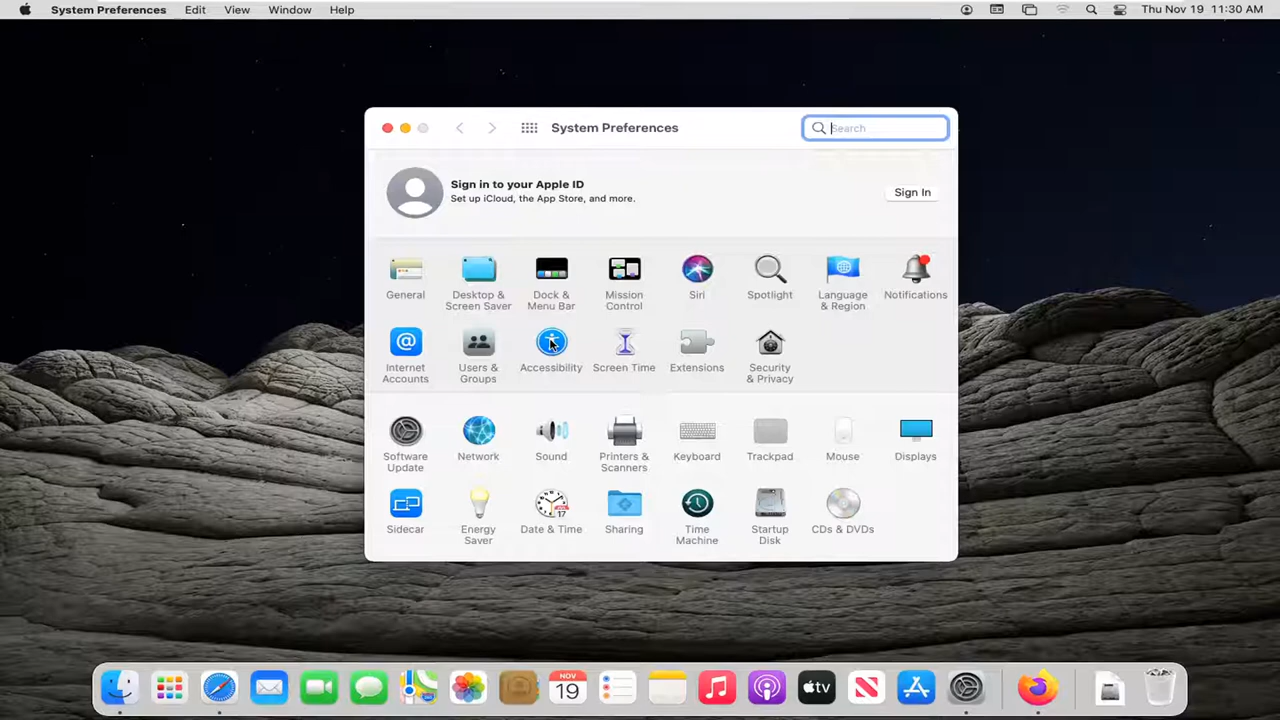 System Preferences Edit View Window Help Thu Nov 19 11:30 AM
System Preferences Search
Sign in to your Apple ID
Set up iCloud, the App Store, and more.
Sign In
General
Desktop &
Screen Saver
Dock &
Menu Bar
Mission
Control
Siri
Spotlight
Language
& Region
Notifications
Internet
Accounts
Users &
Groups
Accessibility
Screen Time
Extensions
Security
& Privacy
Software
Update
Network
Sound
Printers &
Scanners
Keyboard
Trackpad
Mouse
Displays
Sidecar
Energy
Saver
Date & Time
Sharing
Time
Machine
Startup
Disk
CDs & DVDs
NOV
19
tv